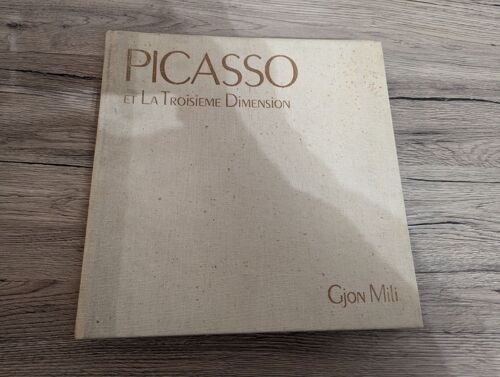 PICASSO
ET LA TROISIEME DIMENSION
GJON MILI